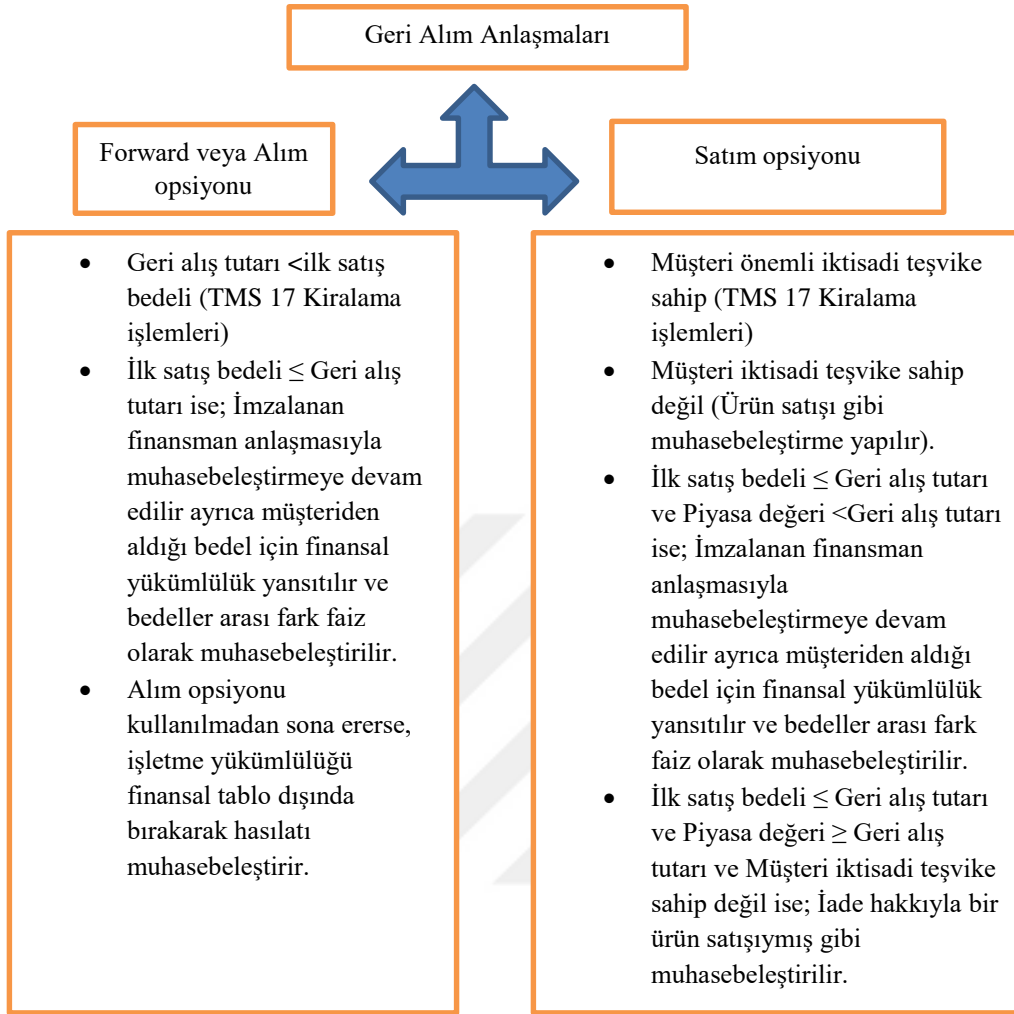 Geri Alım Anlaşmaları
Forward veya Alım
opsiyonu
Satım opsiyonu
• Geri alış tutarı <ilk satış
bedeli (TMS 17 Kiralama
işlemleri)
• İlk satış bedeli ≤ Geri alış
tutarı ise; İmzalanan
finansman anlaşmasıyla
muhasebeleştirmeye devam
edilir ayrıca müşteriden
aldığı bedel için finansal
yükümlülük yansıtılır ve
bedeller arası fark faiz
olarak muhasebeleştirilir.
• Alım opsiyonu
kullanılmadan sona ererse,
işletme yükümlülüğü
finansal tablo dışında
bırakarak hasılatı
muhasebeleştirir.
• Müşteri önemli iktisadi teşvike
sahip (TMS 17 Kiralama
işlemleri)
• Müşteri iktisadi teşvike sahip
değil (Ürün satışı gibi
muhasebeleştirme yapılır).
• İlk satış bedeli ≤ Geri alış tutarı
ve Piyasa değeri <Geri alış tutarı
ise; İmzalanan finansman
anlaşmasıyla
muhasebeleştirmeye devam
edilir ayrıca müşteriden aldığı
bedel için finansal yükümlülük
yansıtılır ve bedeller arası fark
faiz olarak muhasebeleştirilir.
• İlk satış bedeli ≤ Geri alış tutarı
ve Piyasa değeri ≥ Geri alış
tutarı ve Müşteri iktisadi teşvike
sahip değil ise; İade hakkıyla bir
ürün satışıymış gibi
muhasebeleştirilir.